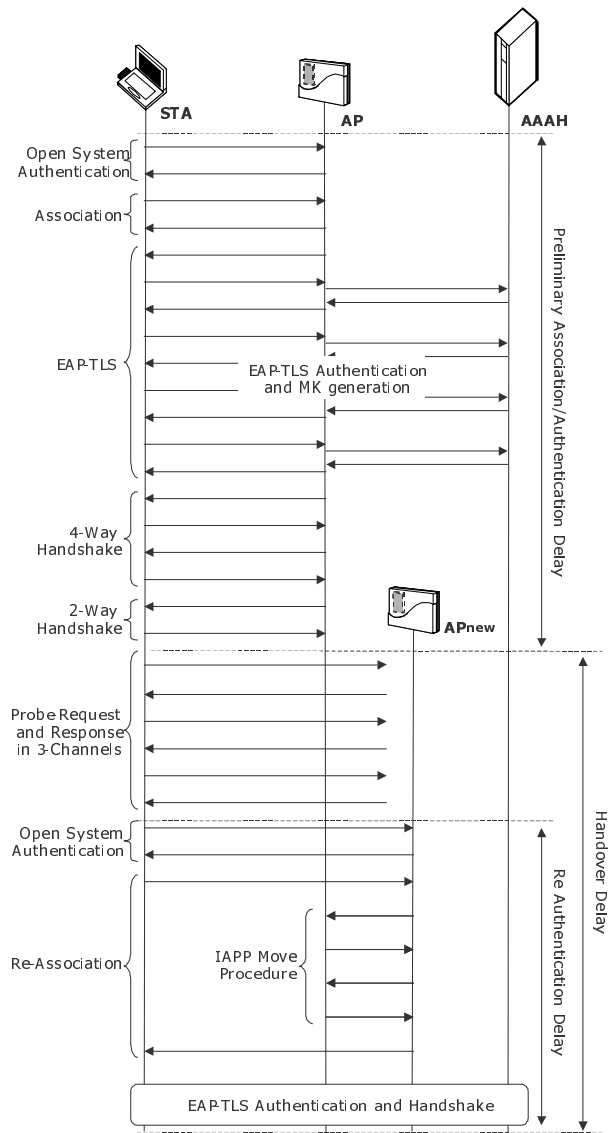 STA
AP
AAAH
Open System
Authentication
Association
EAP-TLS
EAP-TLS Authentication
and MK generation
Preliminary Association/Authentication Delay
4-Way
Handshake
2-Way
Handshake
APnew
Probe Request
and Response
in 3-Channels
Open System
Authentication
Re-Association
IAPP Move
Procedure
Re Authentication Delay
Handover Delay
EAP-TLS Authentication and Handshake